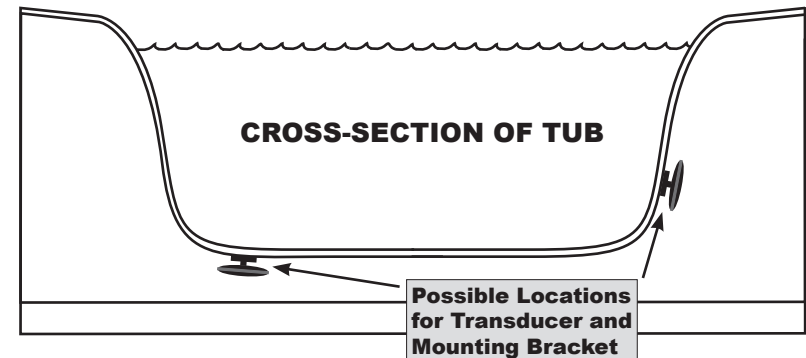 CROSS-SECTION OF TUB
Possible Locations
for Transducer and
Mounting Bracket